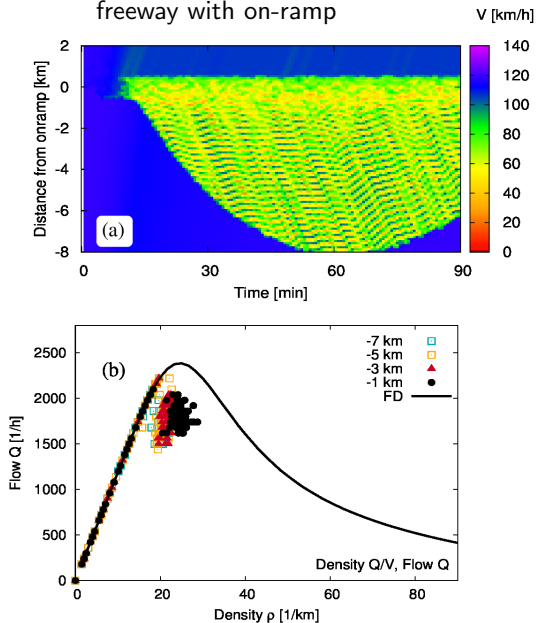 freeway with on-ramp
V [km/h]
Distance from onramp [km]
2
0
-2
-4
-6
-8
(a)
30
60
90
Time [min]
140
120
100
80
60
40
20
0
(b)
-7 km
-5 km
-3 km
-1 km
FD
Flow Q [1/h]
2500
2000
1500
1000
500
0
Density Q/V, Flow Q
0
20
40
60
80
Density ρ [1/km]